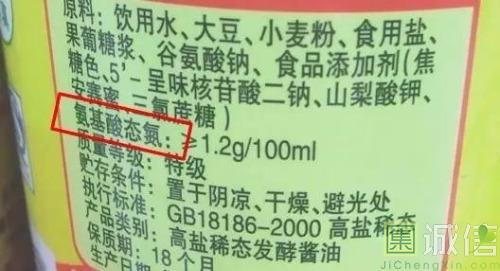 原料：饮用水、大豆、小麦粉、食用盐、
果葡糖浆、谷氨酸钠、食品添加剂(焦
糖色、5'-呈味核苷酸二钠、山梨酸钾、
安赛蜜、三氯蔗糖)
氨基酸态氮：≥1.2g/100ml
质量等级：特级
贮存条件：置于阴凉、干燥、避光处
执行标准：GB18186-2000 高盐稀态
产品类别：高盐稀态发酵酱油
保质期：18个月
集诚信
JiChengXin.com